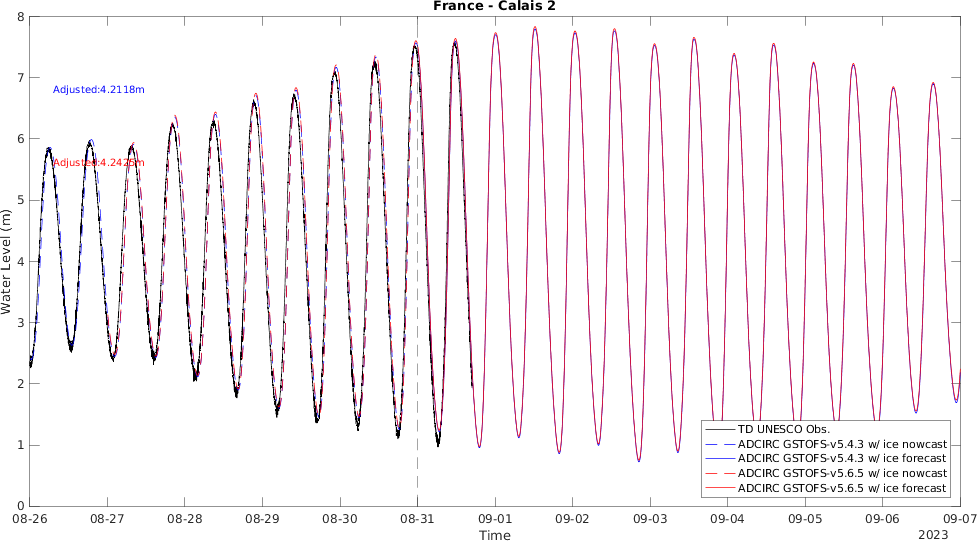 France - Calais 2
8
7
6
5
4
3
2
1
0
Water Level (m)
Adjusted:4.2118m
Adjusted:4.2425m
TD UNESCO Obs.
ADCIRC GSTOFS-v5.4.3 w/ ice nowcast
ADCIRC GSTOFS-v5.4.3 w/ ice forecast
ADCIRC GSTOFS-v5.6.5 w/ ice nowcast
ADCIRC GSTOFS-v5.6.5 w/ ice forecast
08-26 08-27 08-28 08-29 08-30 08-31 09-01 09-02 09-03 09-04 09-05 09-06 09-07
Time
2023